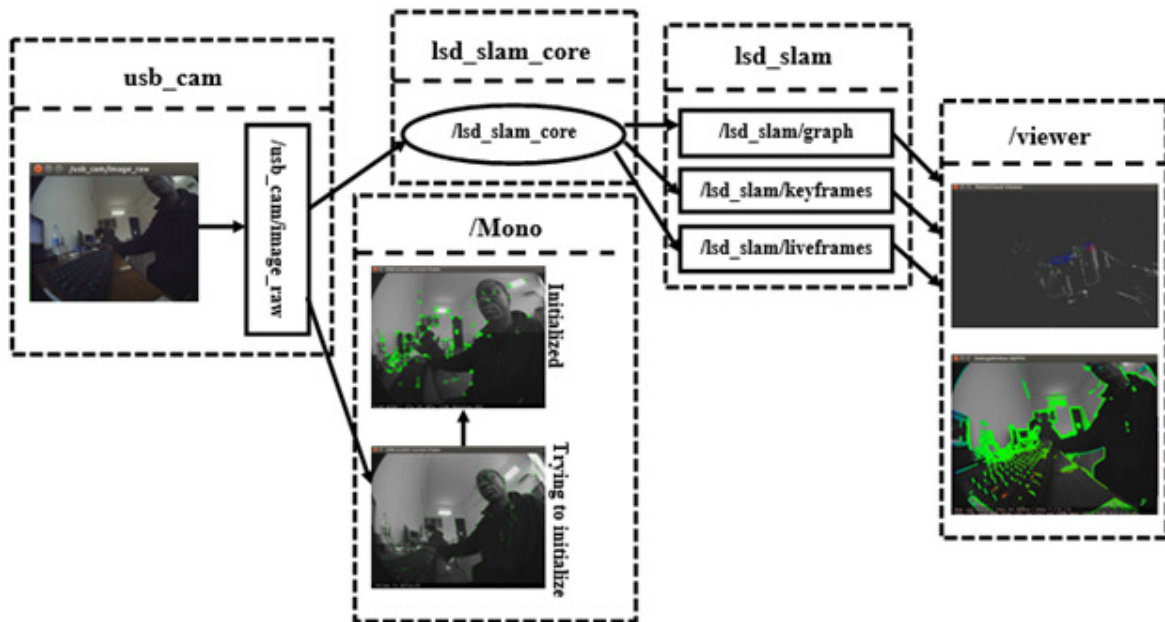 usb_cam
/usb_cam/image_raw
/usb_cam/image_raw
lsd_slam_core
/lsd_slam_core
/Mono
Initialized
Trying to initialize
lsd_slam
/lsd_slam/graph
/lsd_slam/keyframes
/lsd_slam/liveframes
/viewer